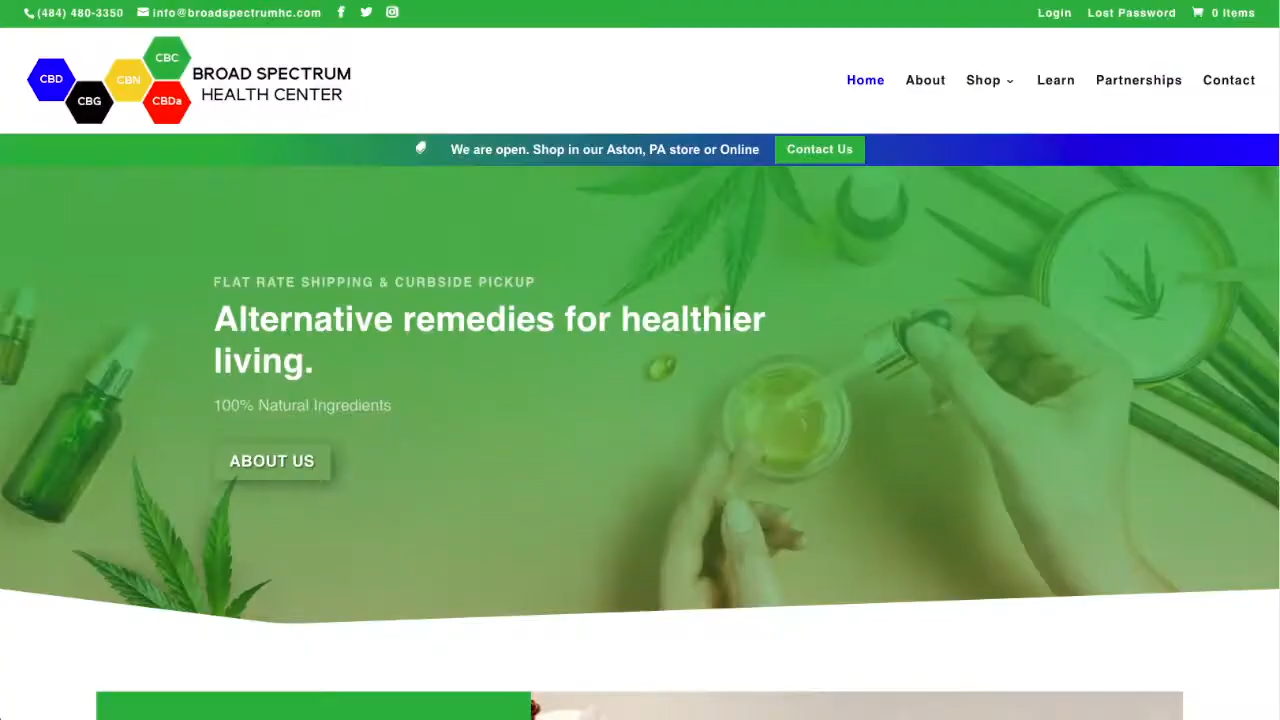 (484) 480-3350 info@broadspectrumhc.com
Login Lost Password 0 Items
CBD
CBG
CBN
CBC
CBDa
BROAD SPECTRUM
HEALTH CENTER
Home About Shop Learn Partnerships Contact
We are open. Shop in our Aston, PA store or Online Contact Us
FLAT RATE SHIPPING & CURBSIDE PICKUP
Alternative remedies for healthier
living.
100% Natural Ingredients
ABOUT US